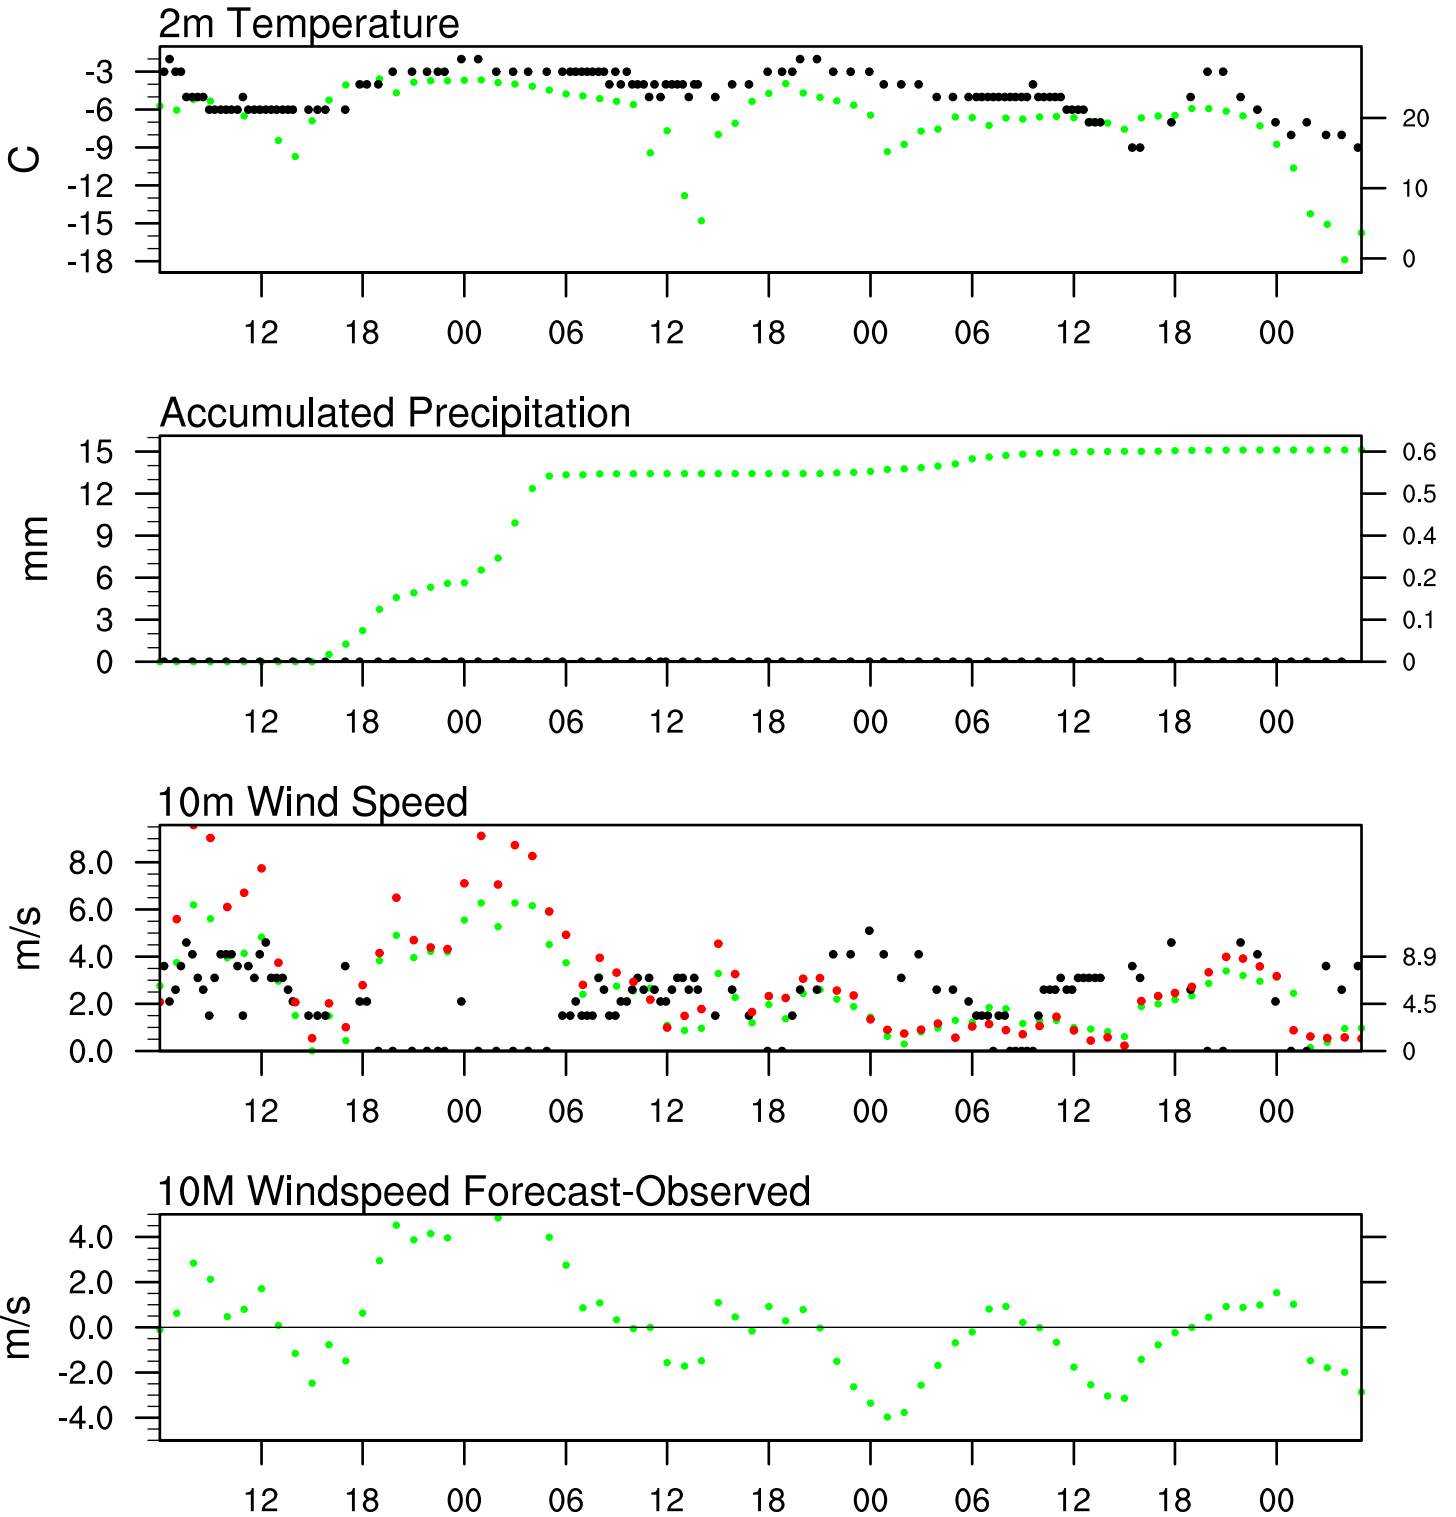 2m Temperature
-3
-6
-9
-12
-15
-18
C
20
10
0
12 18 00 06 12 18 00 06 12 18 00
Accumulated Precipitation
15
12
9
6
3
0
mm
0.6
0.5
0.4
0.2
0.1
0
12 18 00 06 12 18 00 06 12 18 00
10m Wind Speed
8.0
6.0
4.0
2.0
0.0
m/s
8.9
4.5
0
12 18 00 06 12 18 00 06 12 18 00
10M Windspeed Forecast-Observed
4.0
2.0
0.0
-2.0
-4.0
m/s
12 18 00 06 12 18 00 06 12 18 00